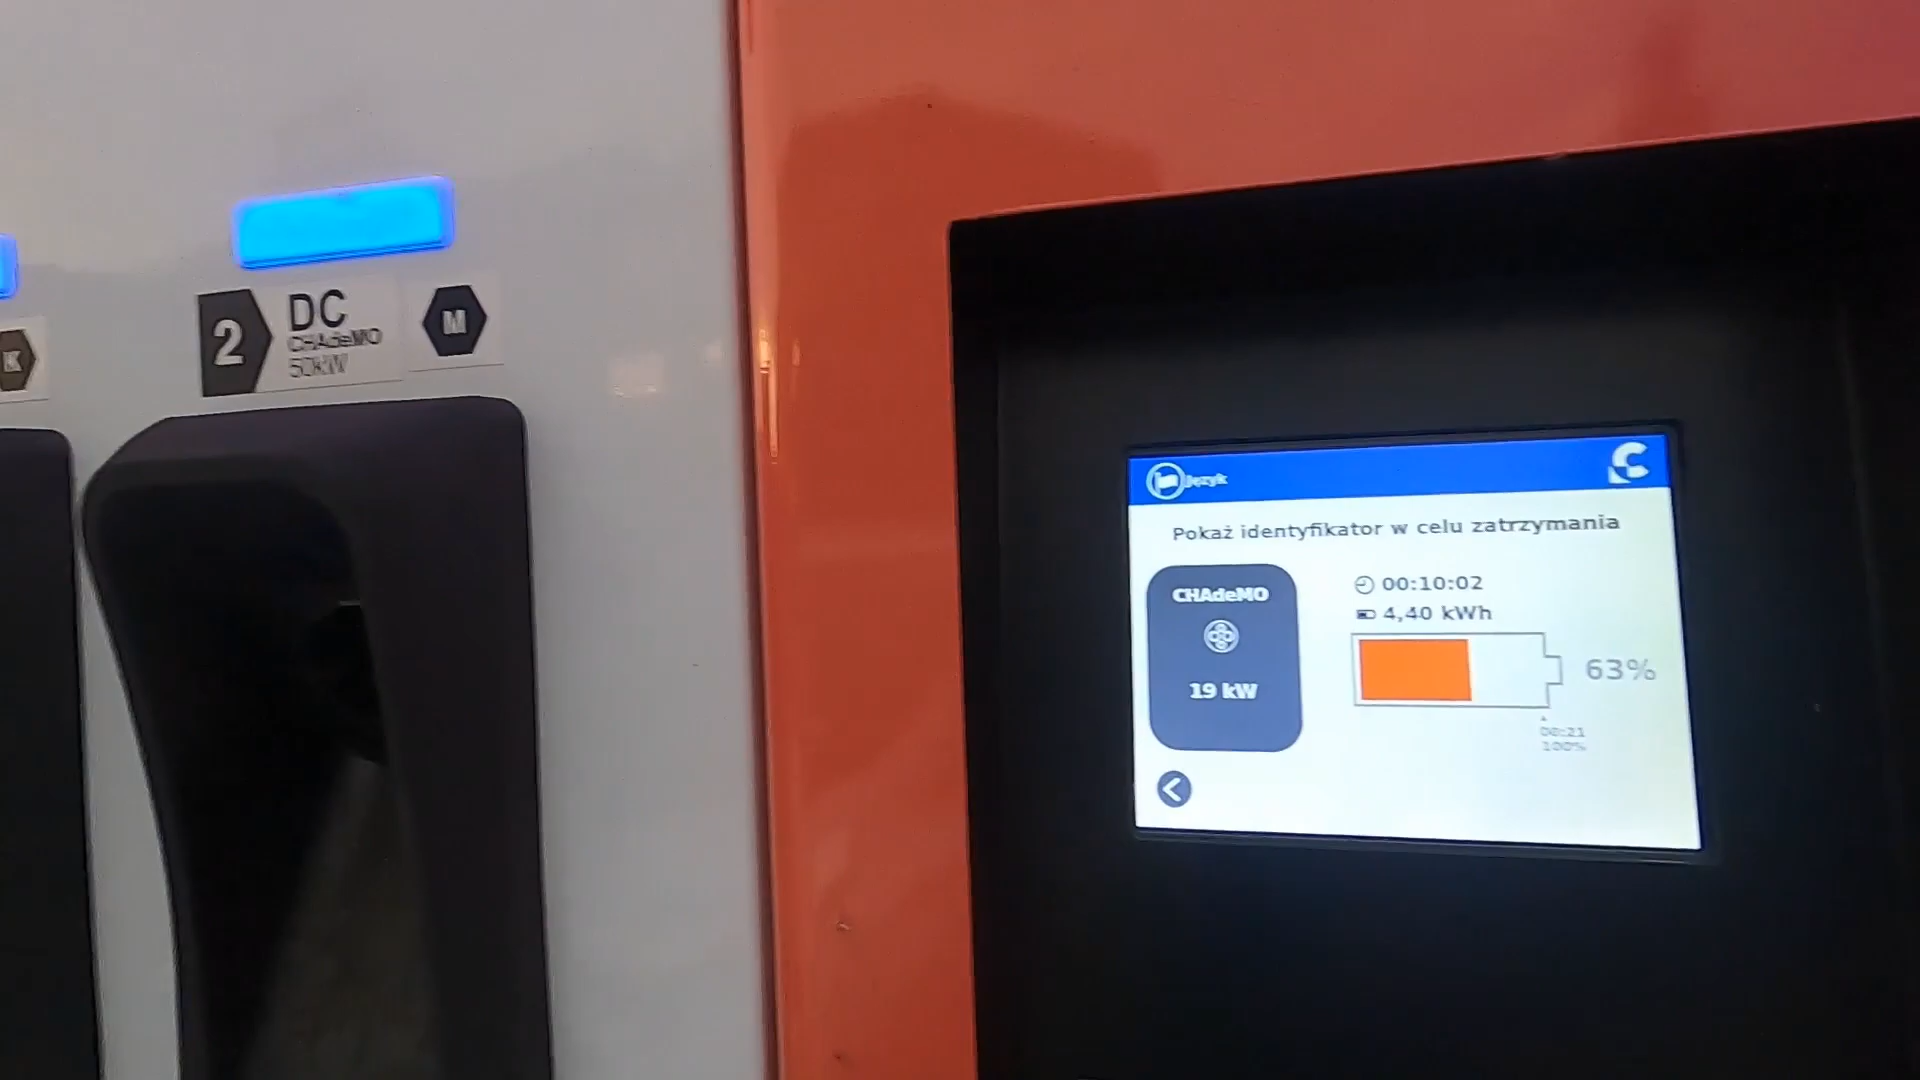 K
2
DC
CHAdeMO
50kW
M
Język
Pokaż identyfikator w celu zatrzymania
CHAdeMO
19 kW
00:10:02
4,40 kWh
63%
00:21
100%